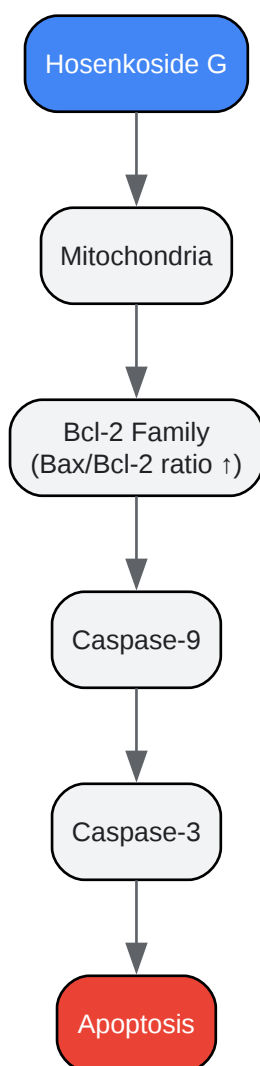 Hosenkoside G
Mitochondria
Bcl-2 Family
(Bax/Bcl-2 ratio ↑)
Caspase-9
Caspase-3
Apoptosis